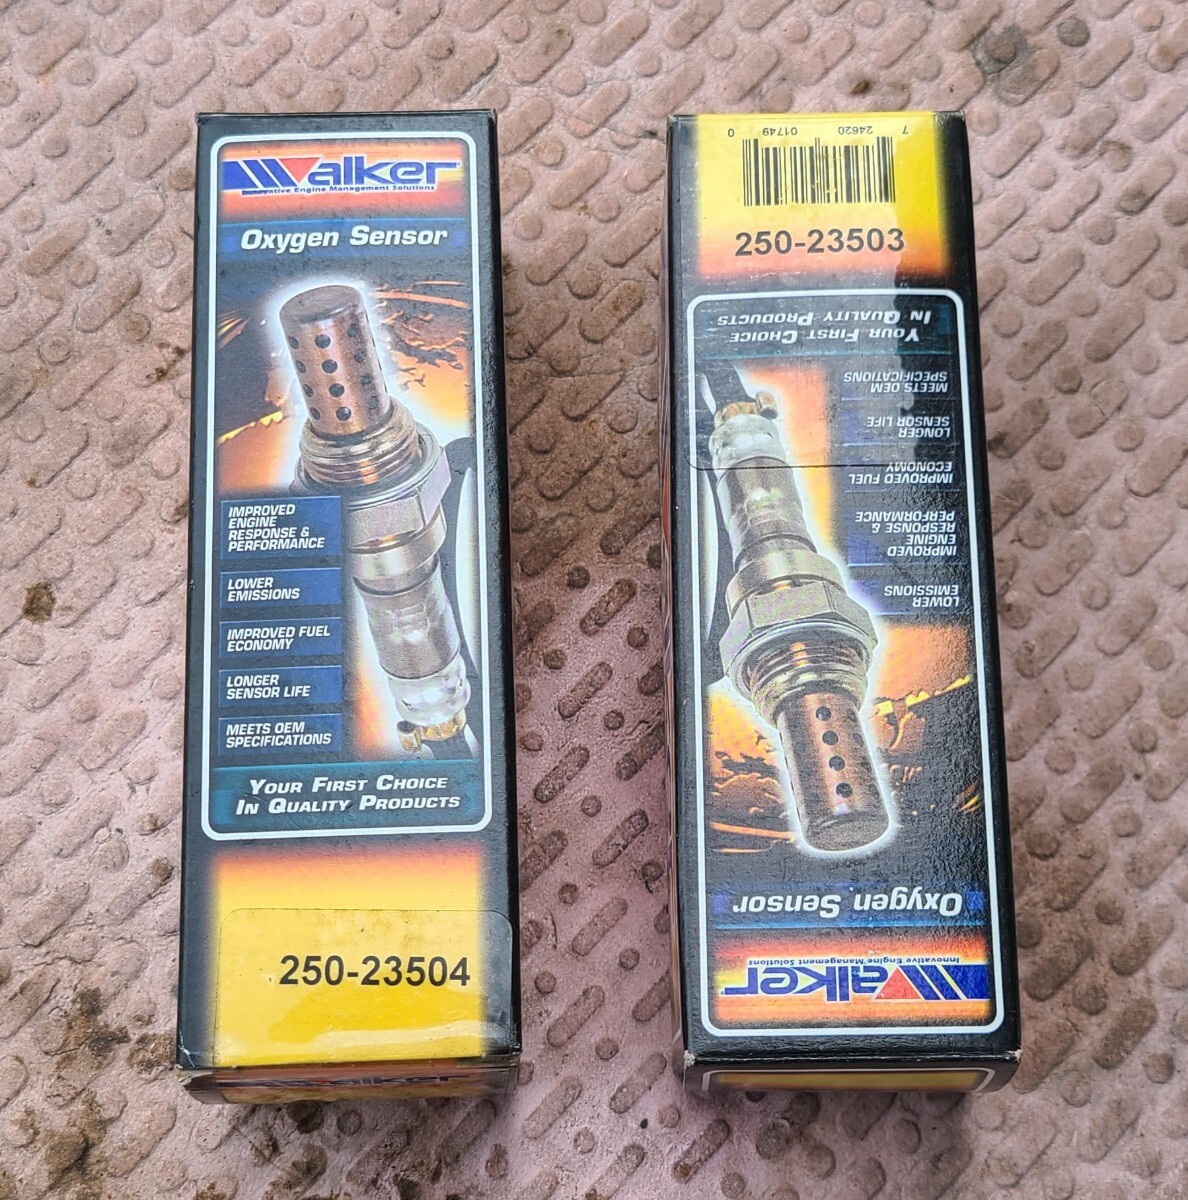 Walker
Innovative Engine Management Solutions
Oxygen Sensor
IMPROVED
ENGINE
RESPONSE &
PERFORMANCE
LOWER
EMISSIONS
IMPROVED FUEL
ECONOMY
LONGER
SENSOR LIFE
MEETS OEM
SPECIFICATIONS
YOUR FIRST CHOICE
IN QUALITY PRODUCTS
250-23504
Walker
7 24620 01749 0
250-23503
Walker
Innovative Engine Management Solutions
Oxygen Sensor
LOWER
EMISSIONS
IMPROVED
ENGINE
RESPONSE &
PERFORMANCE
IMPROVED FUEL
ECONOMY
LONGER
SENSOR LIFE
MEETS OEM
SPECIFICATIONS
YOUR FIRST CHOICE
IN QUALITY PRODUCTS